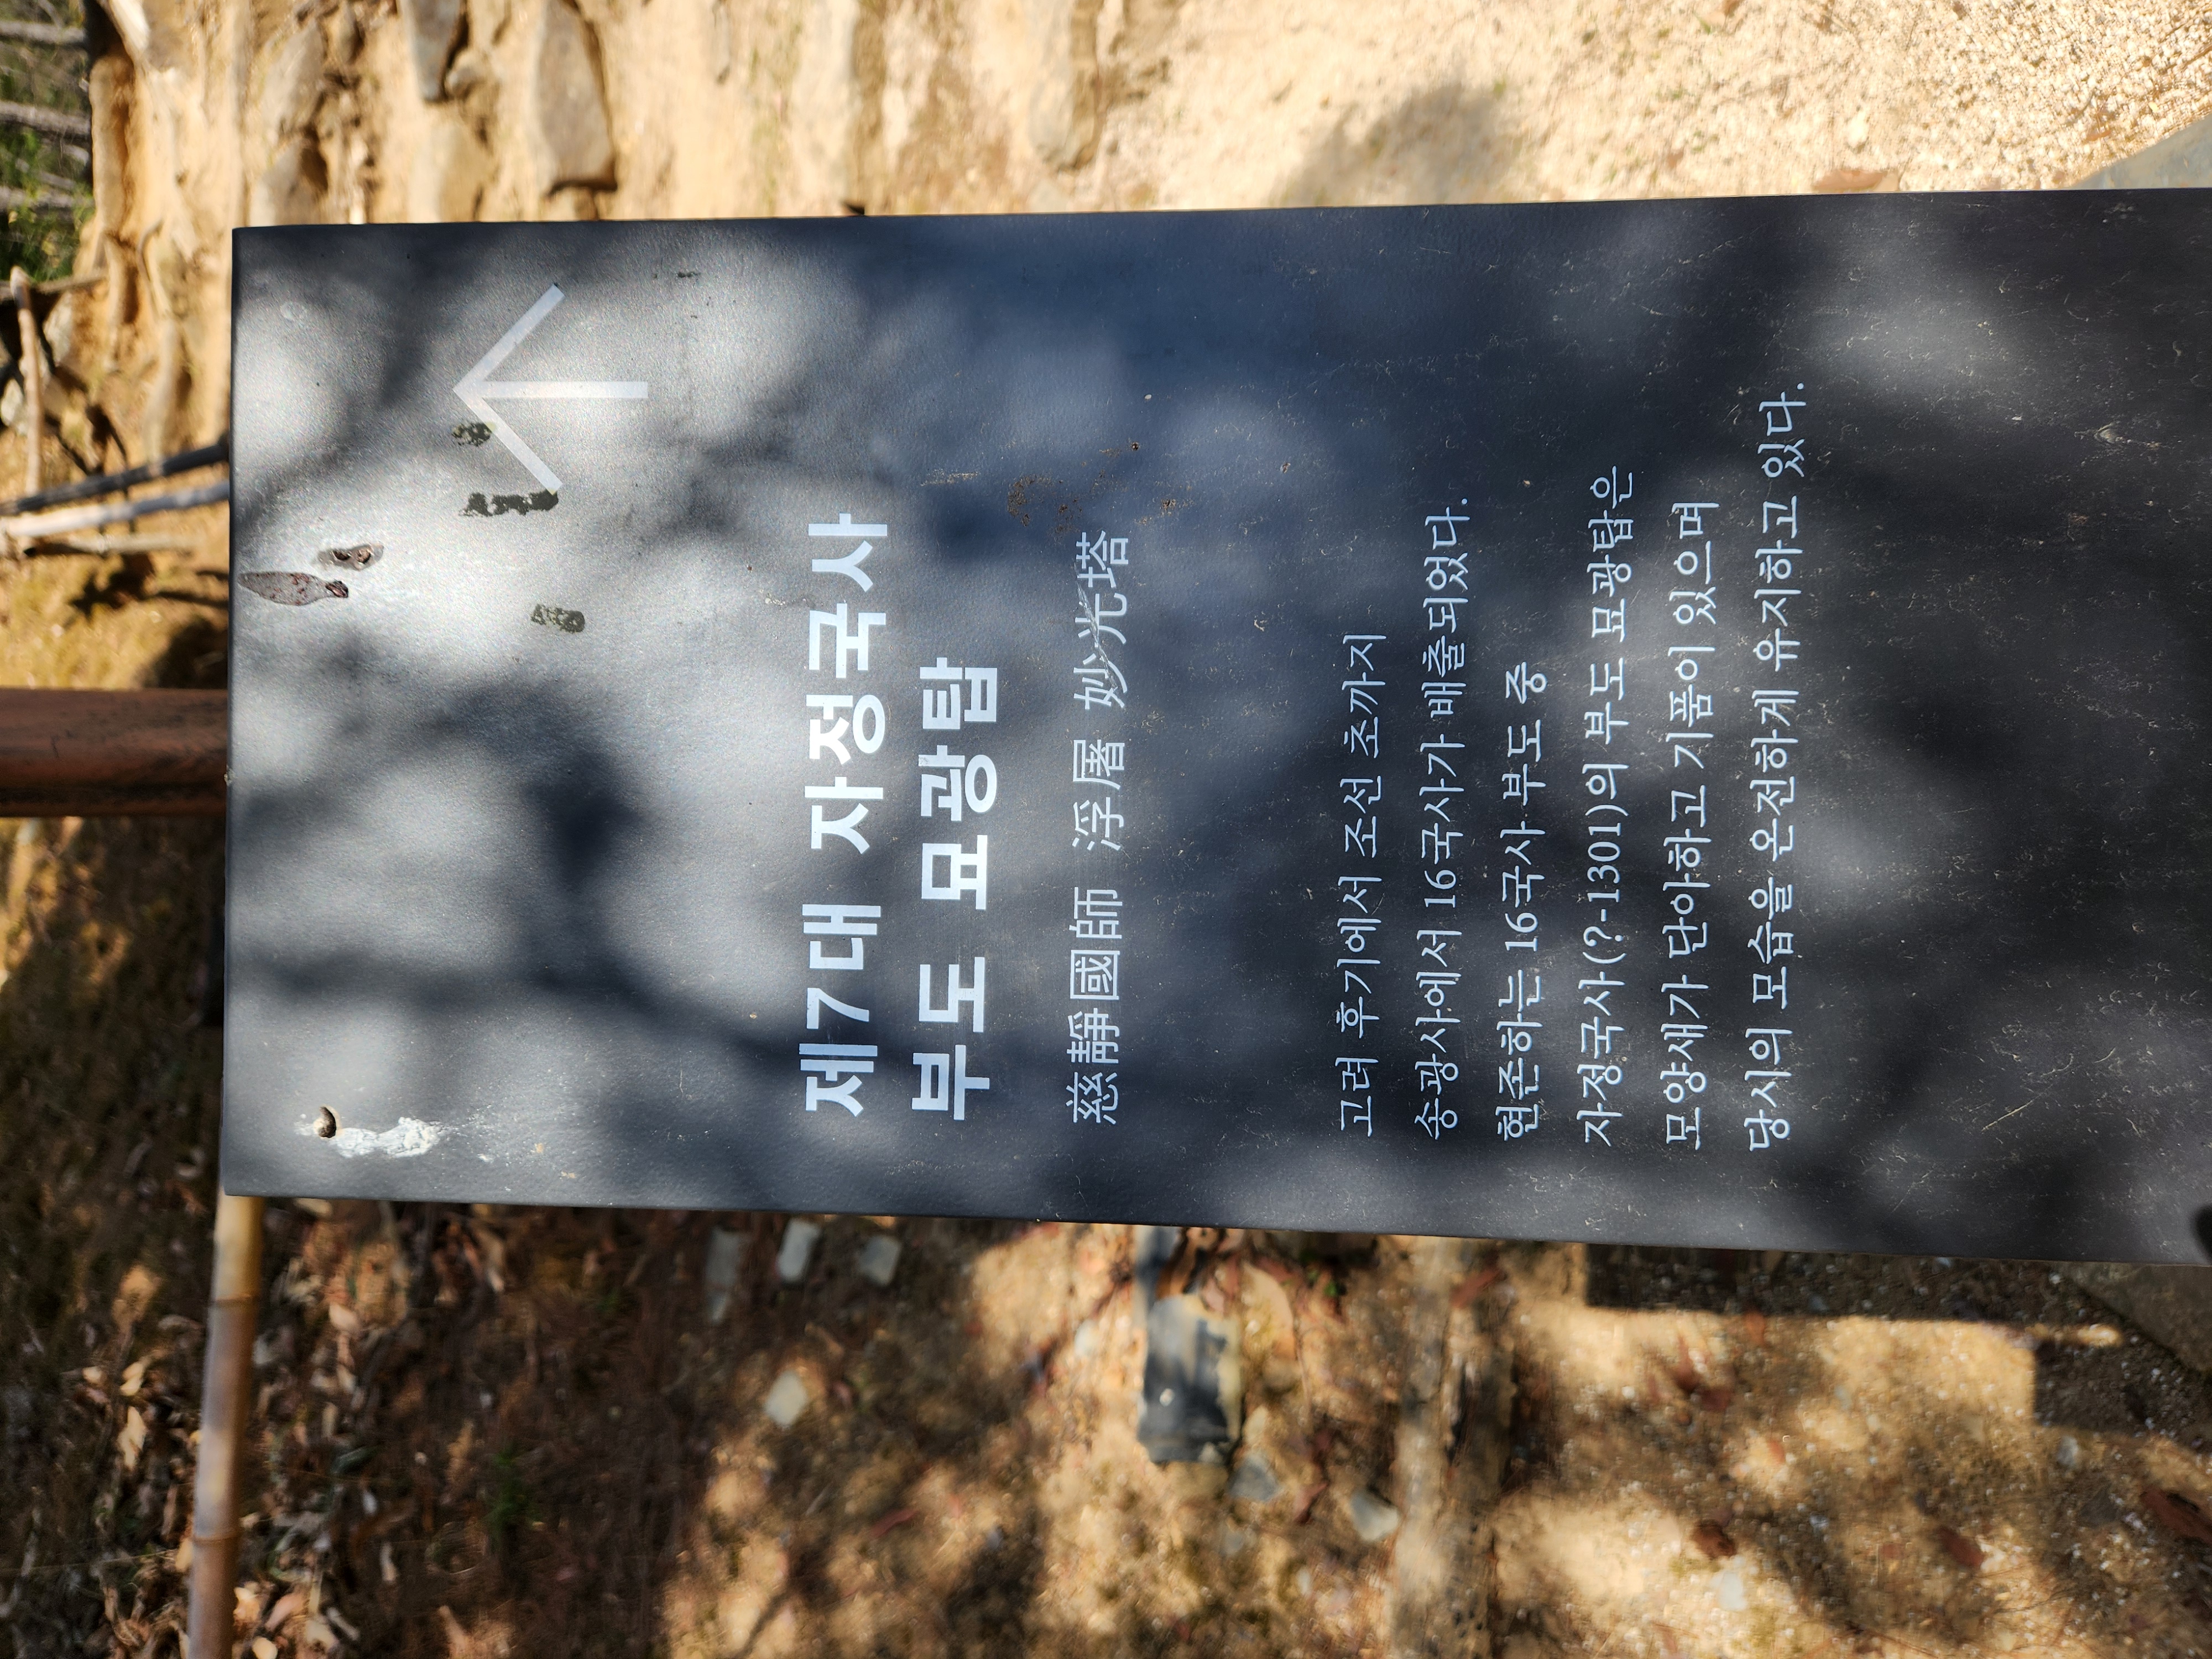 제7대 자정국사
부도 묘광탑
慈靜國師 浮屠 妙光塔
고려 후기에서 조선 초까지
송광사에서 16국사가 배출되었다.
현존하는 16국사 부도 중
자정국사(?-1301)의 부도 묘광탑은
모양새가 단아하고 기품이 있으며
당시의 모습을 온전하게 유지하고 있다.